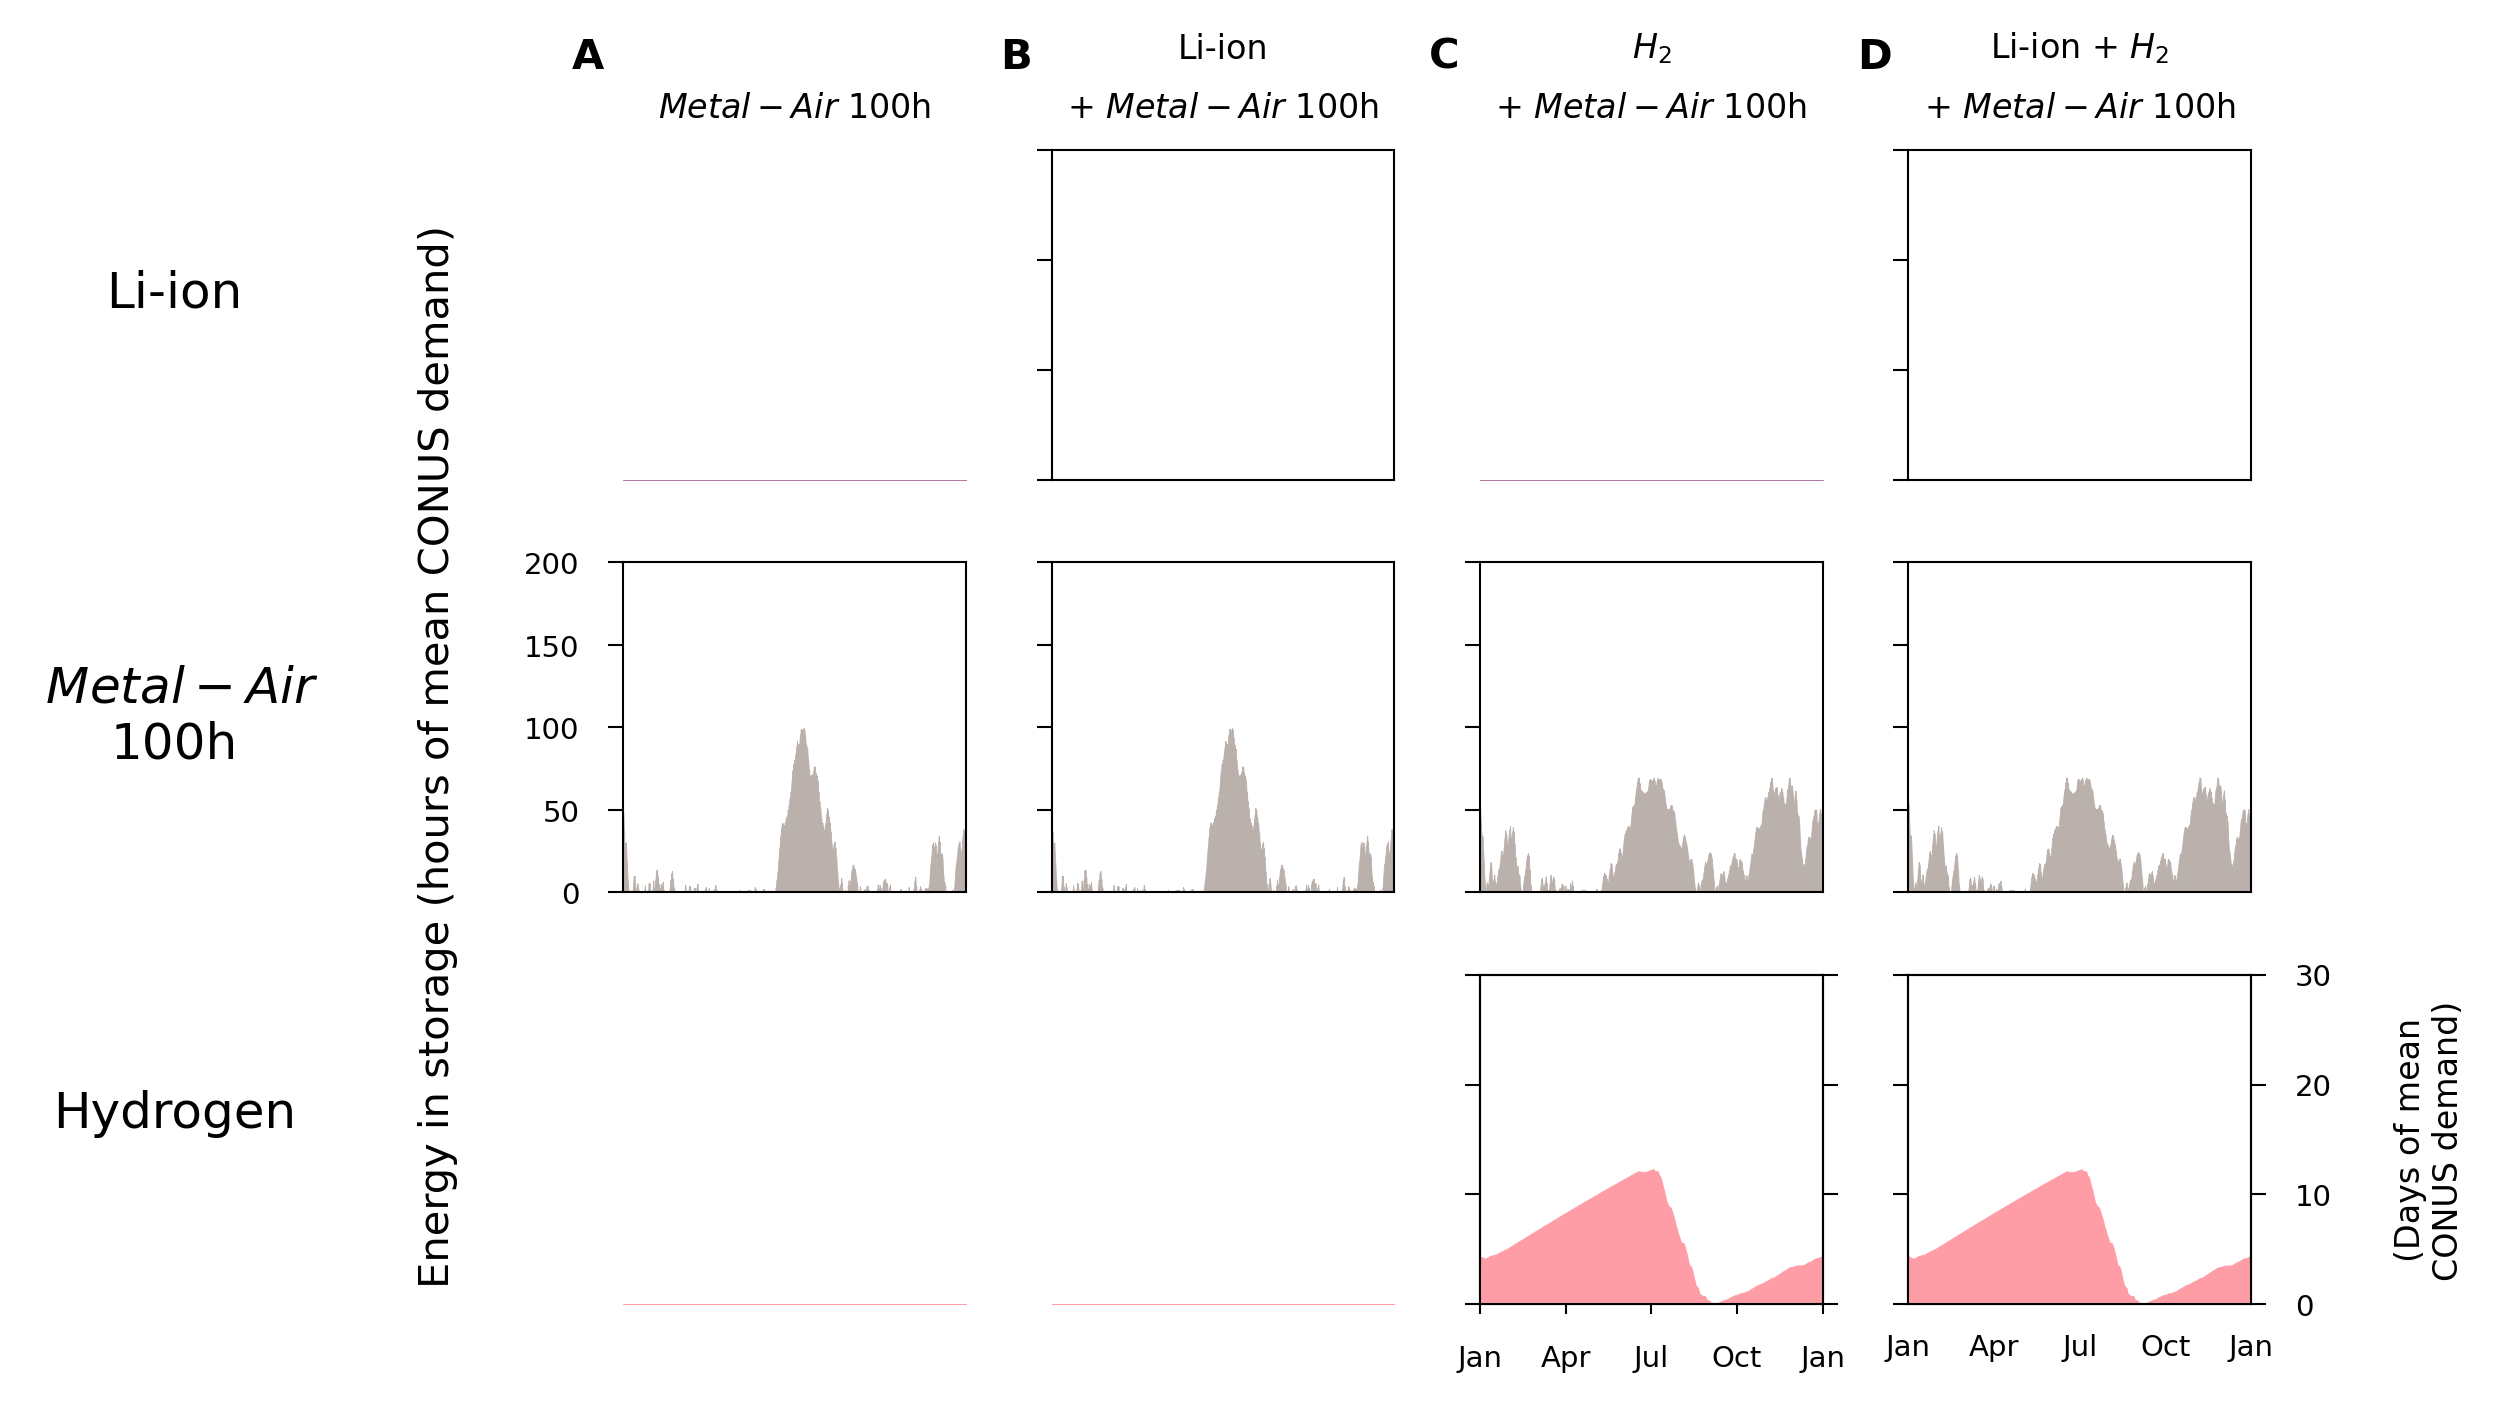 A
Metal − Air 100h
B
Li-ion
+ Metal − Air 100h
C
H₂
+ Metal − Air 100h
D
Li-ion + H₂
+ Metal − Air 100h
Li-ion
Metal − Air
100h
Hydrogen
Energy in storage (hours of mean CONUS demand)
200
150
100
50
0
30
20
10
0
(Days of mean
CONUS demand)
Jan Apr Jul Oct Jan
Jan Apr Jul Oct Jan